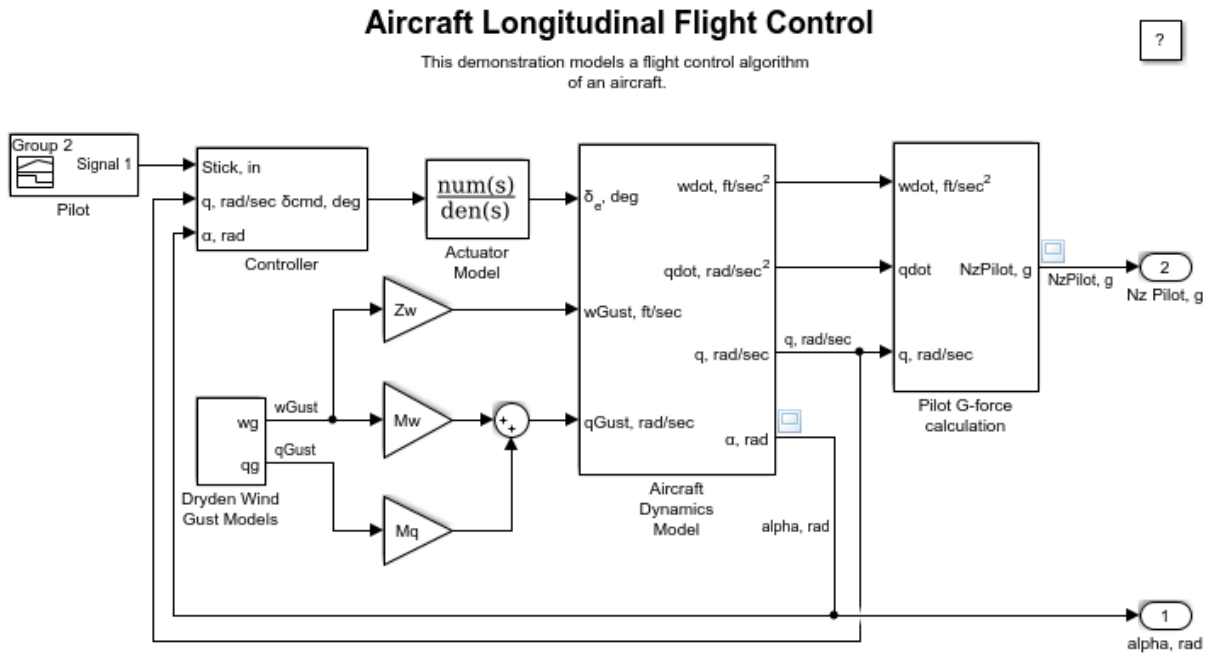 Aircraft Longitudinal Flight Control
?
This demonstration models a flight control algorithm
of an aircraft.
Group 2
Signal 1
Pilot
Stick, in
q, rad/sec δcmd, deg
α, rad
Controller
num(s)
den(s)
Actuator
Model
Zw
Mw
Mq
wg
qg
wGust
qGust
Dryden Wind
Gust Models
++
δe, deg
wGust, ft/sec
qGust, rad/sec
wdot, ft/sec²
qdot, rad/sec²
q, rad/sec
α, rad
Aircraft
Dynamics
Model
q, rad/sec
alpha, rad
wdot, ft/sec²
qdot
q, rad/sec
NzPilot, g
Pilot G-force
calculation
NzPilot, g
2
Nz Pilot, g
1
alpha, rad